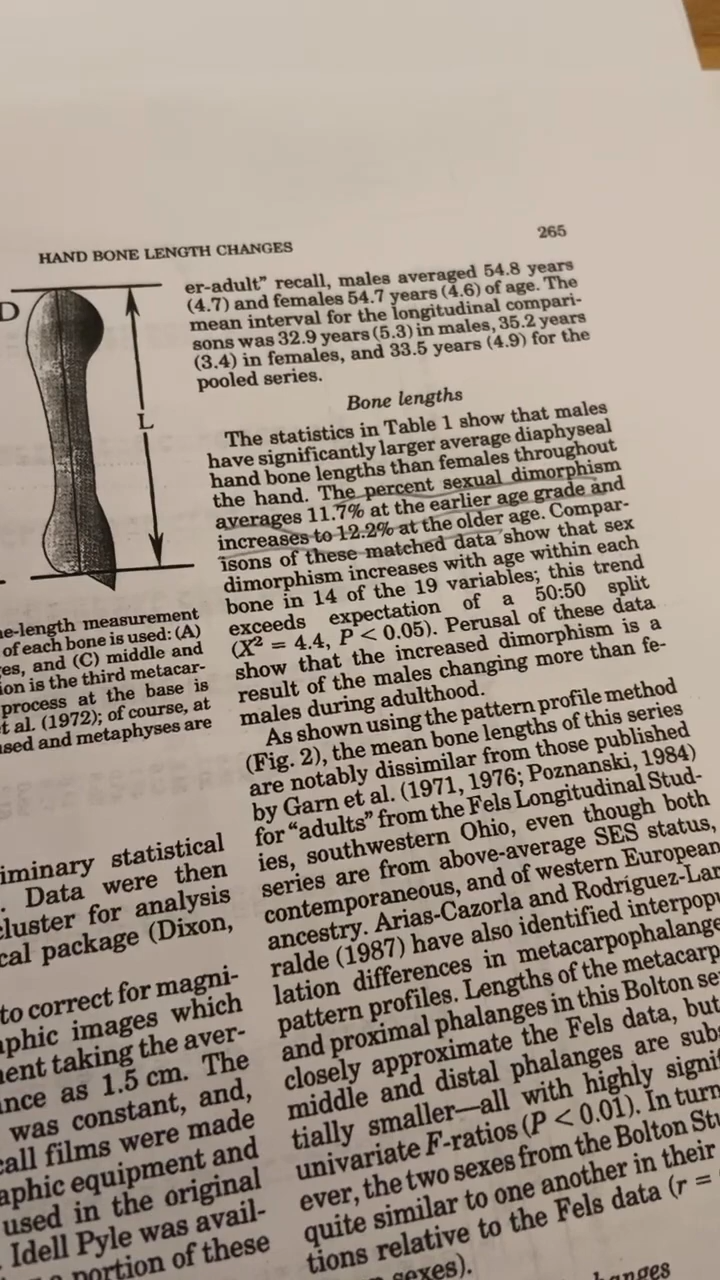 HAND BONE LENGTH CHANGES
265
D
L
e-length measurement
of each bone is used: (A)
es, and (C) middle and
ion is the third metacar-
process at the base is
t al. (1972); of course, at
used and metaphyses are
iminary statistical
. Data were then
cluster for analysis
cal package (Dixon,
to correct for magni-
aphic images which
ment taking the aver-
nce as 1.5 cm. The
was constant, and,
call films were made
aphic equipment and
used in the original
. Idell Pyle was avail-
portion of these
er-adult" recall, males averaged 54.8 years
(4.7) and females 54.7 years (4.6) of age. The
mean interval for the longitudinal compari-
sons was 32.9 years (5.3) in males, 35.2 years
(3.4) in females, and 33.5 years (4.9) for the
pooled series.
Bone lengths
The statistics in Table 1 show that males
have significantly larger average diaphyseal
hand bone lengths than females throughout
the hand. The percent sexual dimorphism
averages 11.7% at the earlier age grade and
increases to 12.2% at the older age. Compar-
isons of these matched data show that sex
dimorphism increases with age within each
bone in 14 of the 19 variables; this trend
exceeds expectation of a 50:50 split
(X² = 4.4, P < 0.05). Perusal of these data
show that the increased dimorphism is a
result of the males changing more than fe-
males during adulthood.
As shown using the pattern profile method
(Fig. 2), the mean bone lengths of this series
are notably dissimilar from those published
by Garn et al. (1971, 1976; Poznanski, 1984)
for "adults" from the Fels Longitudinal Stud-
ies, southwestern Ohio, even though both
series are from above-average SES status,
contemporaneous, and of western European
ancestry. Arias-Cazorla and Rodríguez-Lar
ralde (1987) have also identified interpopu
lation differences in metacarpophalange
pattern profiles. Lengths of the metacarp
and proximal phalanges in this Bolton se
closely approximate the Fels data, but
middle and distal phalanges are subs
tially smaller—all with highly signif
univariate F-ratios (P < 0.01). In turn
ever, the two sexes from the Bolton Stu
quite similar to one another in their
tions relative to the Fels data (r =
sexes).
hanges